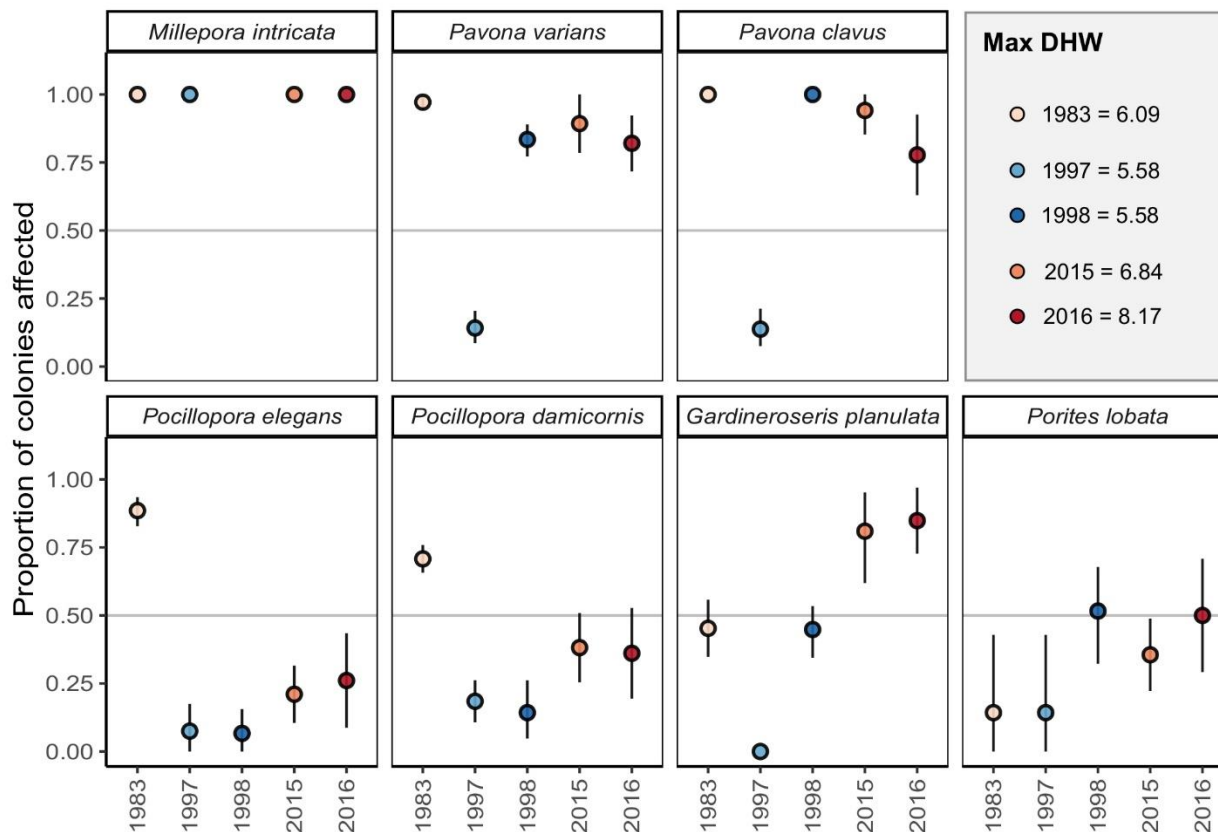 Millepora intricata
Pavona varians
Pavona clavus
Max DHW
1983 = 6.09
1997 = 5.58
1998 = 5.58
2015 = 6.84
2016 = 8.17
Proportion of colonies affected
1.00
0.75
0.50
0.25
0.00
Pocillopora elegans
Pocillopora damicornis
Gardineroseris planulata
Porites lobata
1.00
0.75
0.50
0.25
0.00
1983
1997
1998
2015
2016
1983
1997
1998
2015
2016
1983
1997
1998
2015
2016
1983
1997
1998
2015
2016